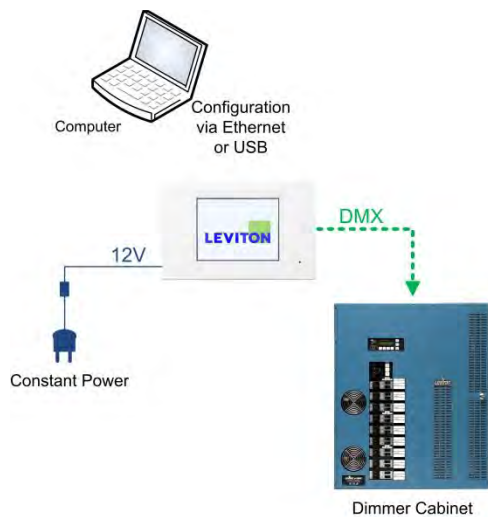 Computer
Configuration
via Ethernet
or USB
LEVITON
DMX
12V
Constant Power
Dimmer Cabinet